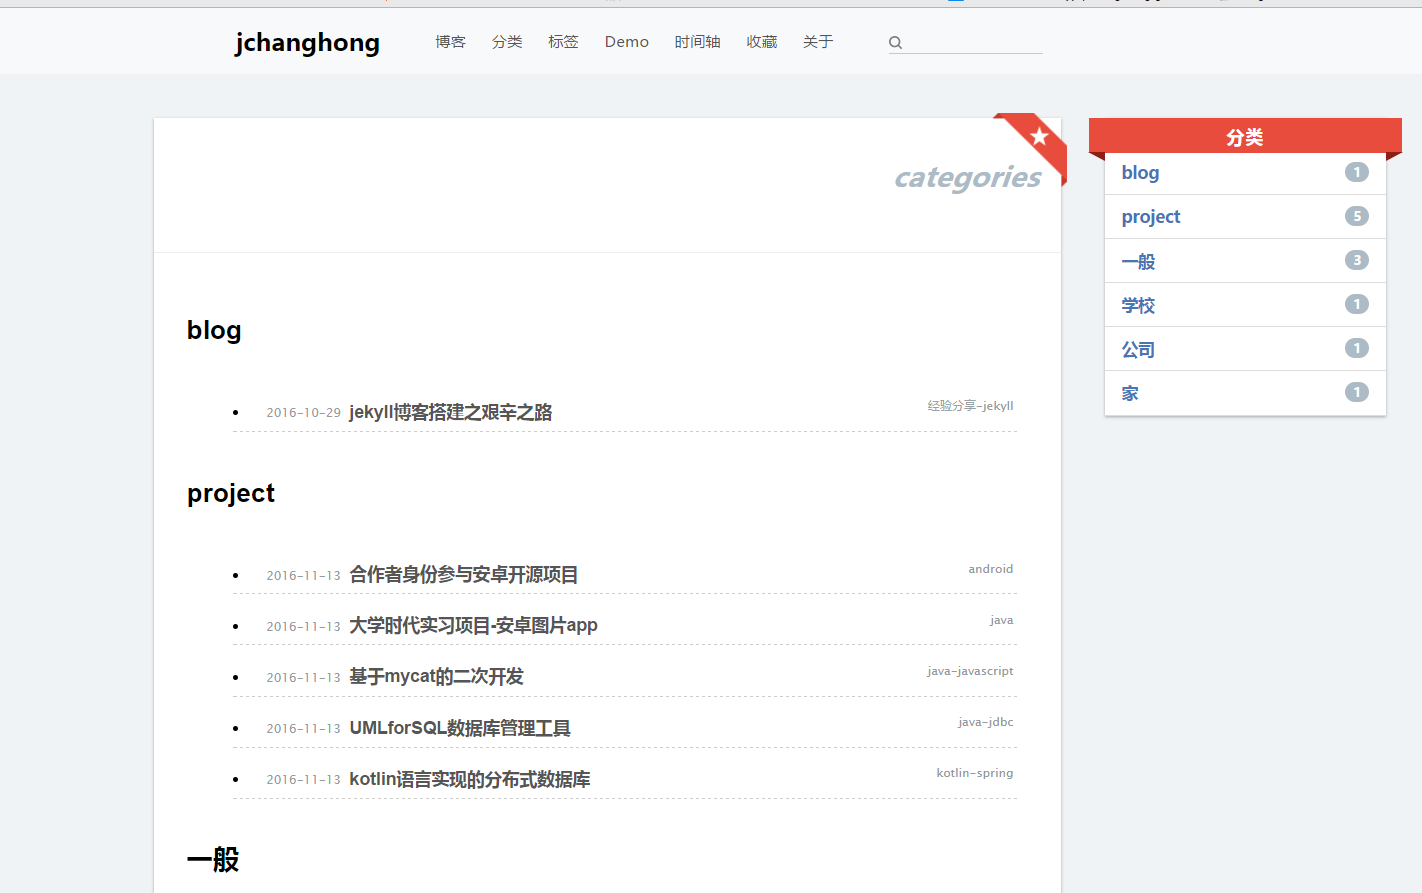 jchanghong 博客 分类 标签 Demo 时间轴 收藏 关于
categories
blog
2016-10-29 jekyll博客搭建之艰辛之路 经验分享-jekyll
project
2016-11-13 合作者身份参与安卓开源项目 android
2016-11-13 大学时代实习项目-安卓图片app java
2016-11-13 基于mycat的二次开发 java-javascript
2016-11-13 UMLforSQL数据库管理工具 java-jdbc
2016-11-13 kotlin语言实现的分布式数据库 kotlin-spring
一般
分类
blog 1
project 5
一般 3
学校 1
公司 1
家 1